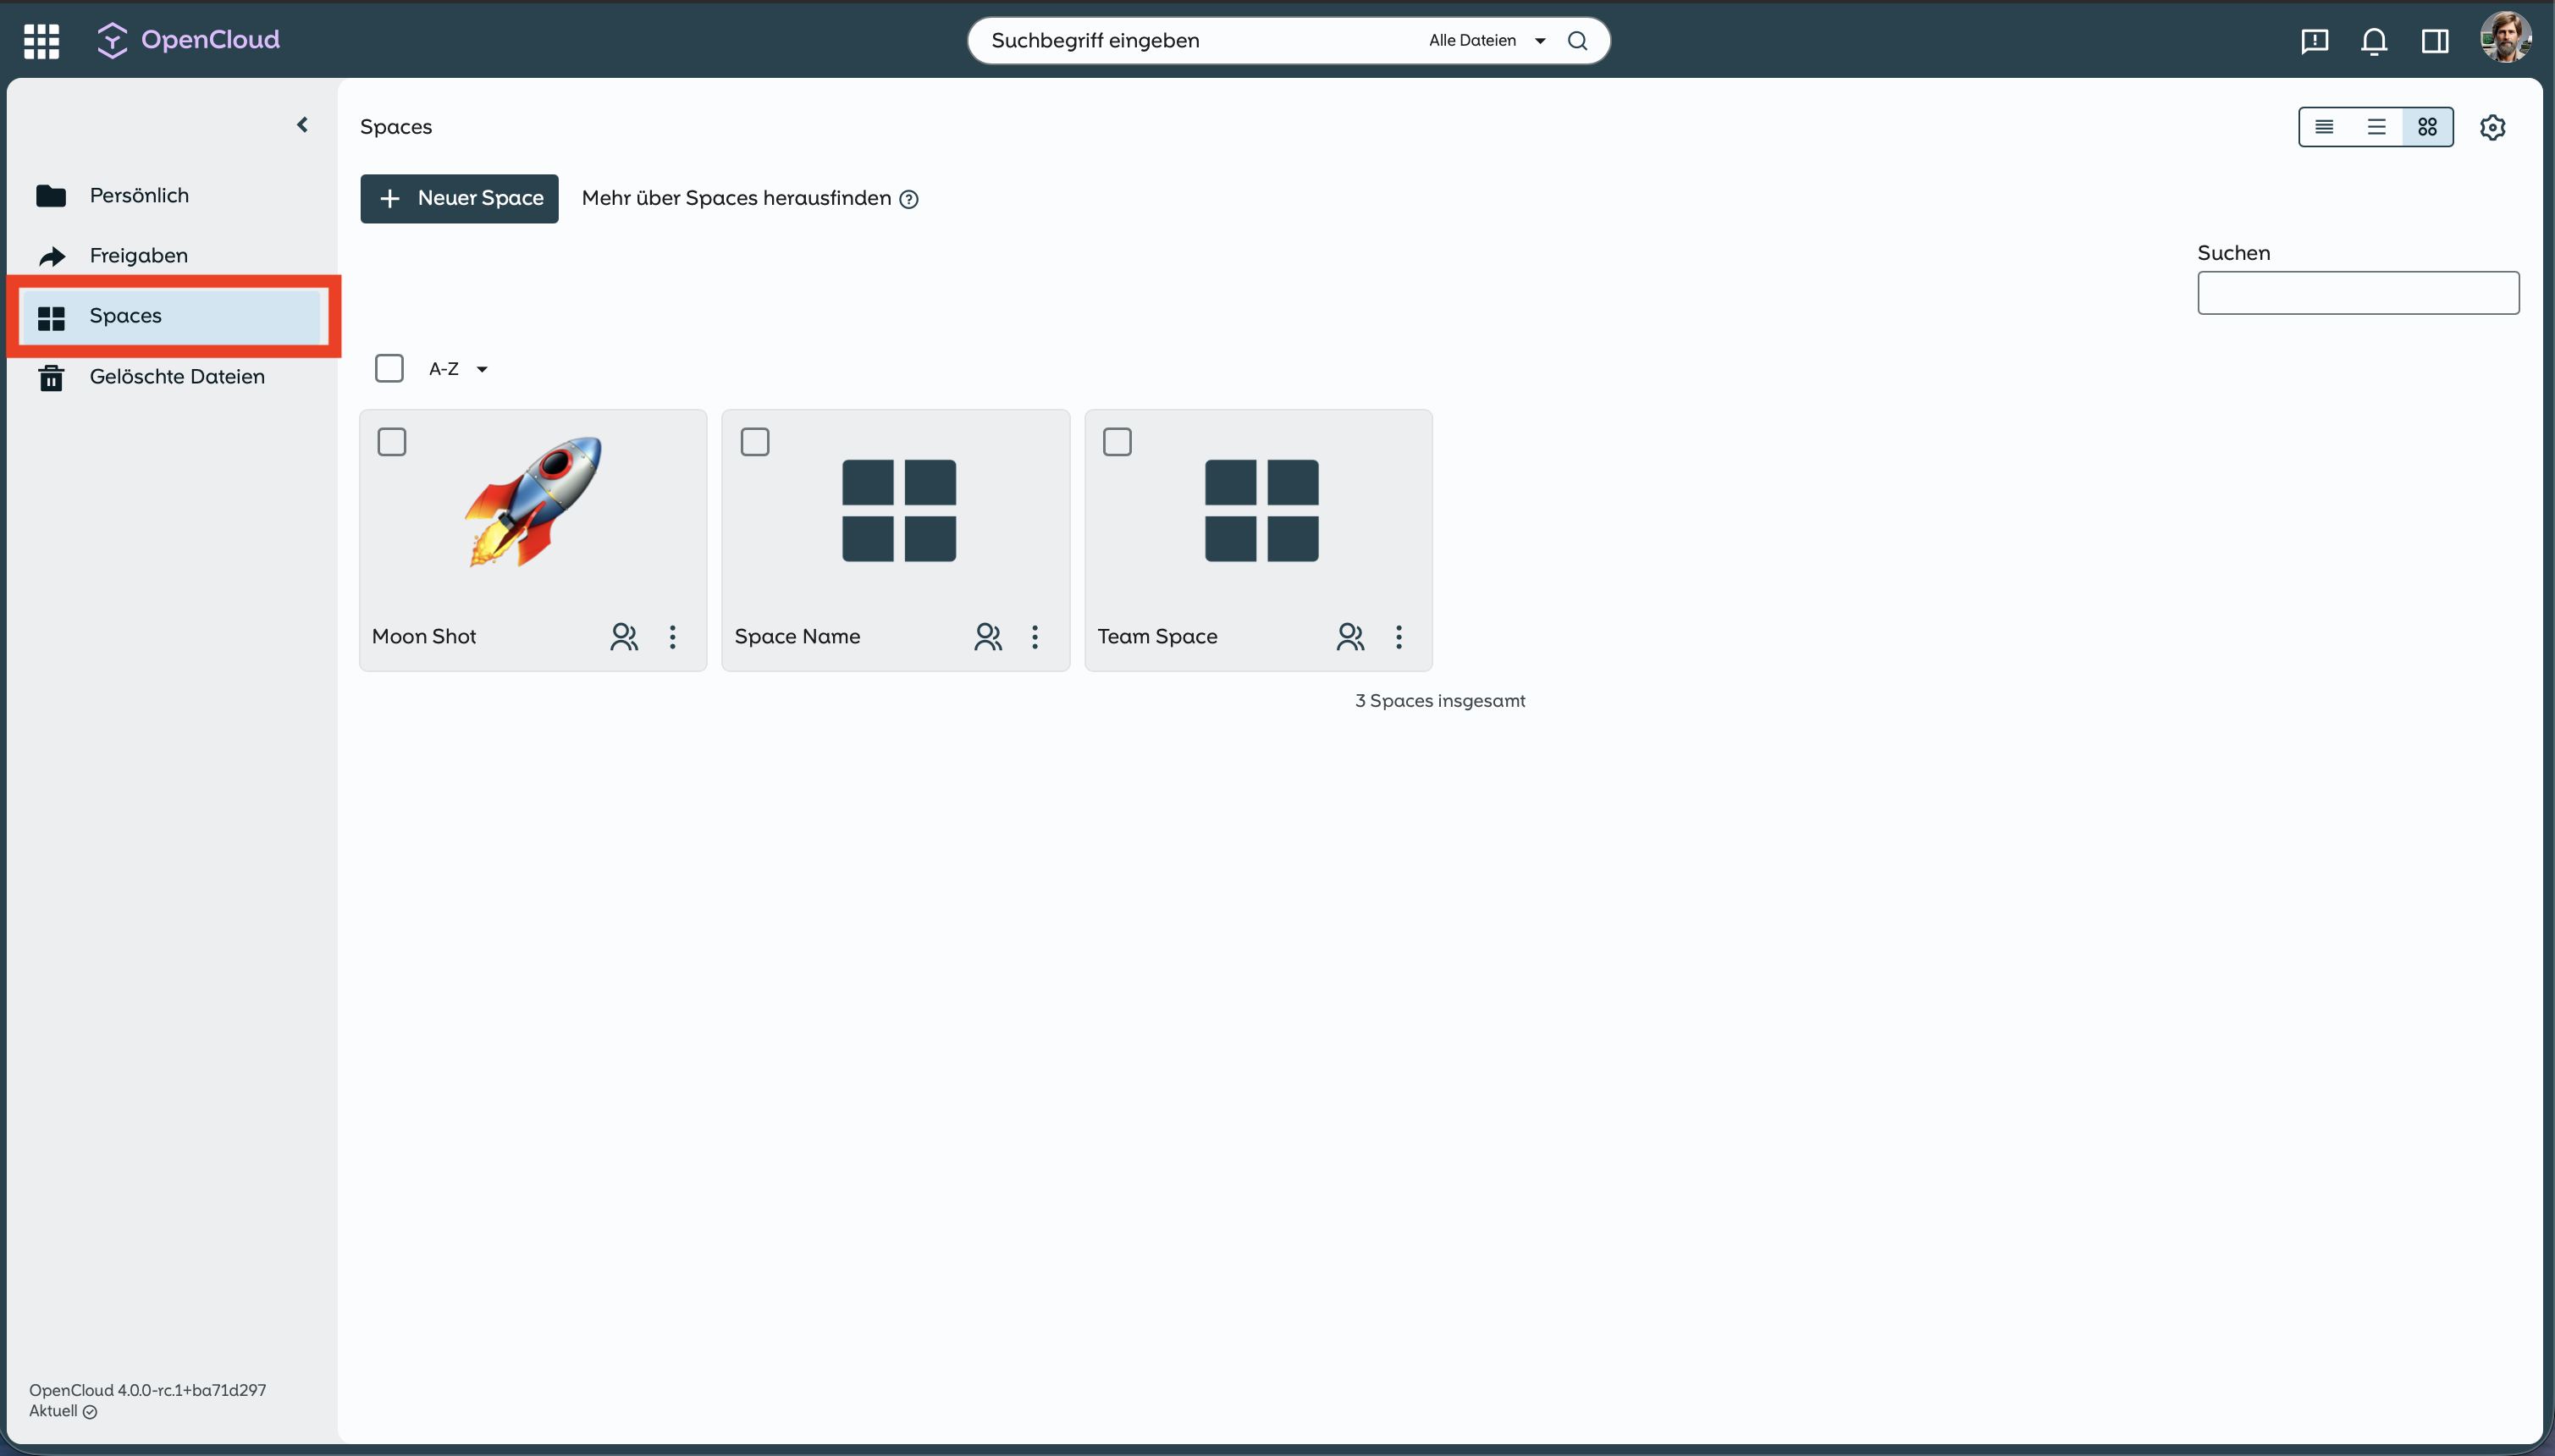 OpenCloud
Suchbegriff eingeben
Alle Dateien
Persönlich
Freigaben
Spaces
Gelöschte Dateien
Spaces
Neuer Space
Mehr über Spaces herausfinden
Suchen
A-Z
Moon Shot
Space Name
Team Space
3 Spaces insgesamt
OpenCloud 4.0.0-rc.1+ba71d297
Aktuell